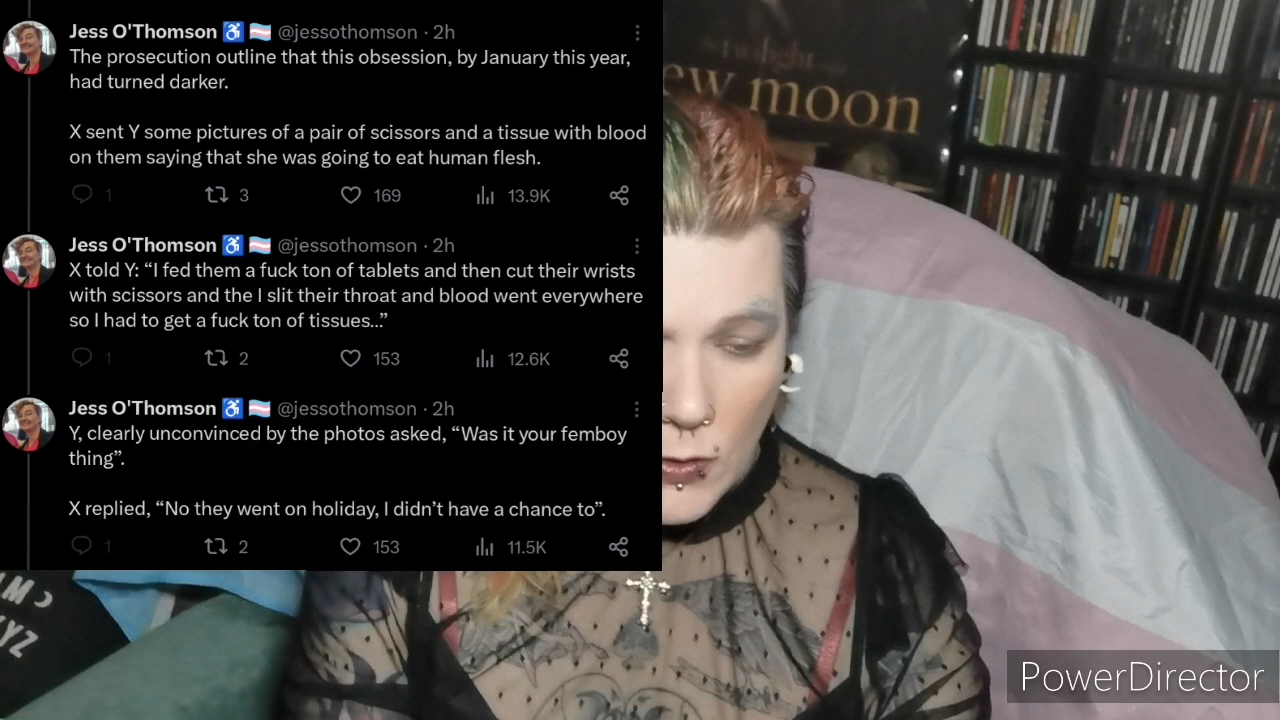 Jess O'Thomson ♿ 🏳️‍⚧️ @jessothomson · 2h
The prosecution outline that this obsession, by January this year,
had turned darker.
X sent Y some pictures of a pair of scissors and a tissue with blood
on them saying that she was going to eat human flesh.
1 3 169 13.9K
Jess O'Thomson ♿ 🏳️‍⚧️ @jessothomson · 2h
X told Y: “I fed them a fuck ton of tablets and then cut their wrists
with scissors and the I slit their throat and blood went everywhere
so I had to get a fuck ton of tissues...”
1 2 153 12.6K
Jess O'Thomson ♿ 🏳️‍⚧️ @jessothomson · 2h
Y, clearly unconvinced by the photos asked, “Was it your femboy
thing”.
X replied, “No they went on holiday, I didn’t have a chance to”.
1 2 153 11.5K
twilight
ew moon
PowerDirector